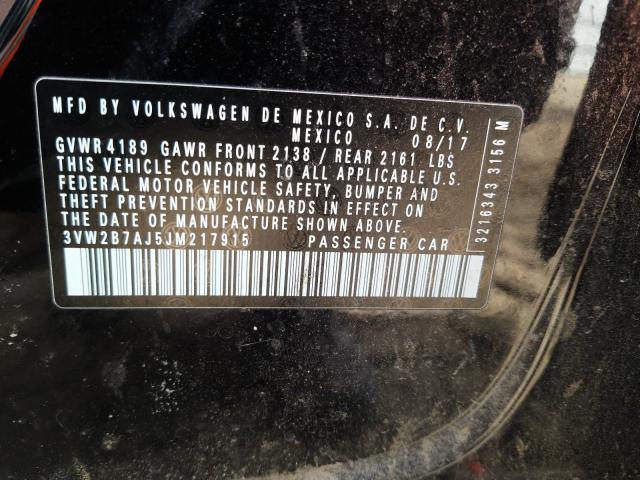 MFD BY VOLKSWAGEN DE MEXICO S.A. DE C.V.
MEXICO 08/17
GVWR 4189 GAWR FRONT 2138 / REAR 2161 LBS
THIS VEHICLE CONFORMS TO ALL APPLICABLE U.S.
FEDERAL MOTOR VEHICLE SAFETY, BUMPER AND
THEFT PREVENTION STANDARDS IN EFFECT ON
THE DATE OF MANUFACTURE SHOWN ABOVE.
3VW2B7AJ5JM217915 PASSENGER CAR
3216343 3156 M